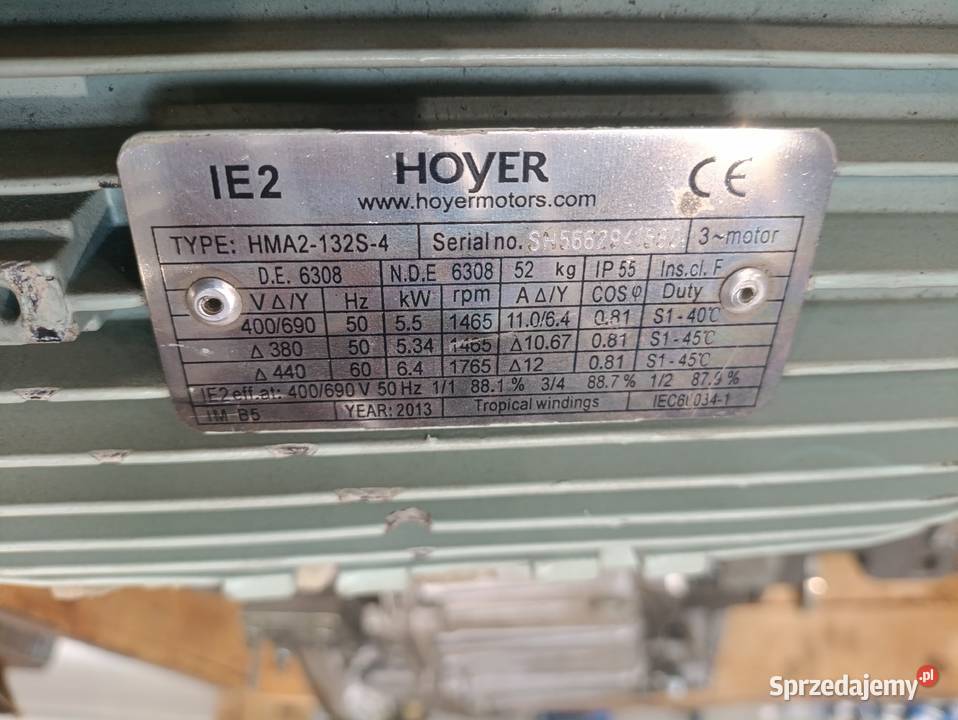 IE2 HOYER CE
www.hoyermotors.com
TYPE: HMA2-132S-4 Serial no. 3~motor
D.E. 6308 N.D.E 6308 52 kg IP 55 Ins.cl. F
V Δ/Y Hz kW rpm A Δ/Y COS φ Duty
400/690 50 5.5 1465 11.0/6.4 0.81 S1-40°C
Δ 380 50 5.34 1465 Δ10.67 0.81 S1-45°C
Δ 440 60 6.4 1765 Δ12 0.81 S1-45°C
IE2 eff.at: 400/690 V 50 Hz 1/1 88.1 % 3/4 88.7 % 1/2 87.9 %
IM B5 YEAR: 2013 Tropical windings IEC60034-1
Sprzedajemy.pl